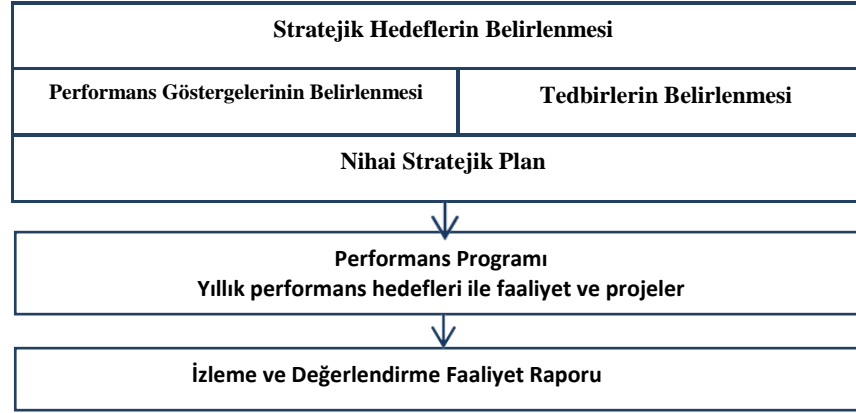 Stratejik Hedeflerin Belirlenmesi
Performans Göstergelerinin Belirlenmesi
Tedbirlerin Belirlenmesi
Nihai Stratejik Plan
Performans Programı
Yıllık performans hedefleri ile faaliyet ve projeler
İzleme ve Değerlendirme Faaliyet Raporu